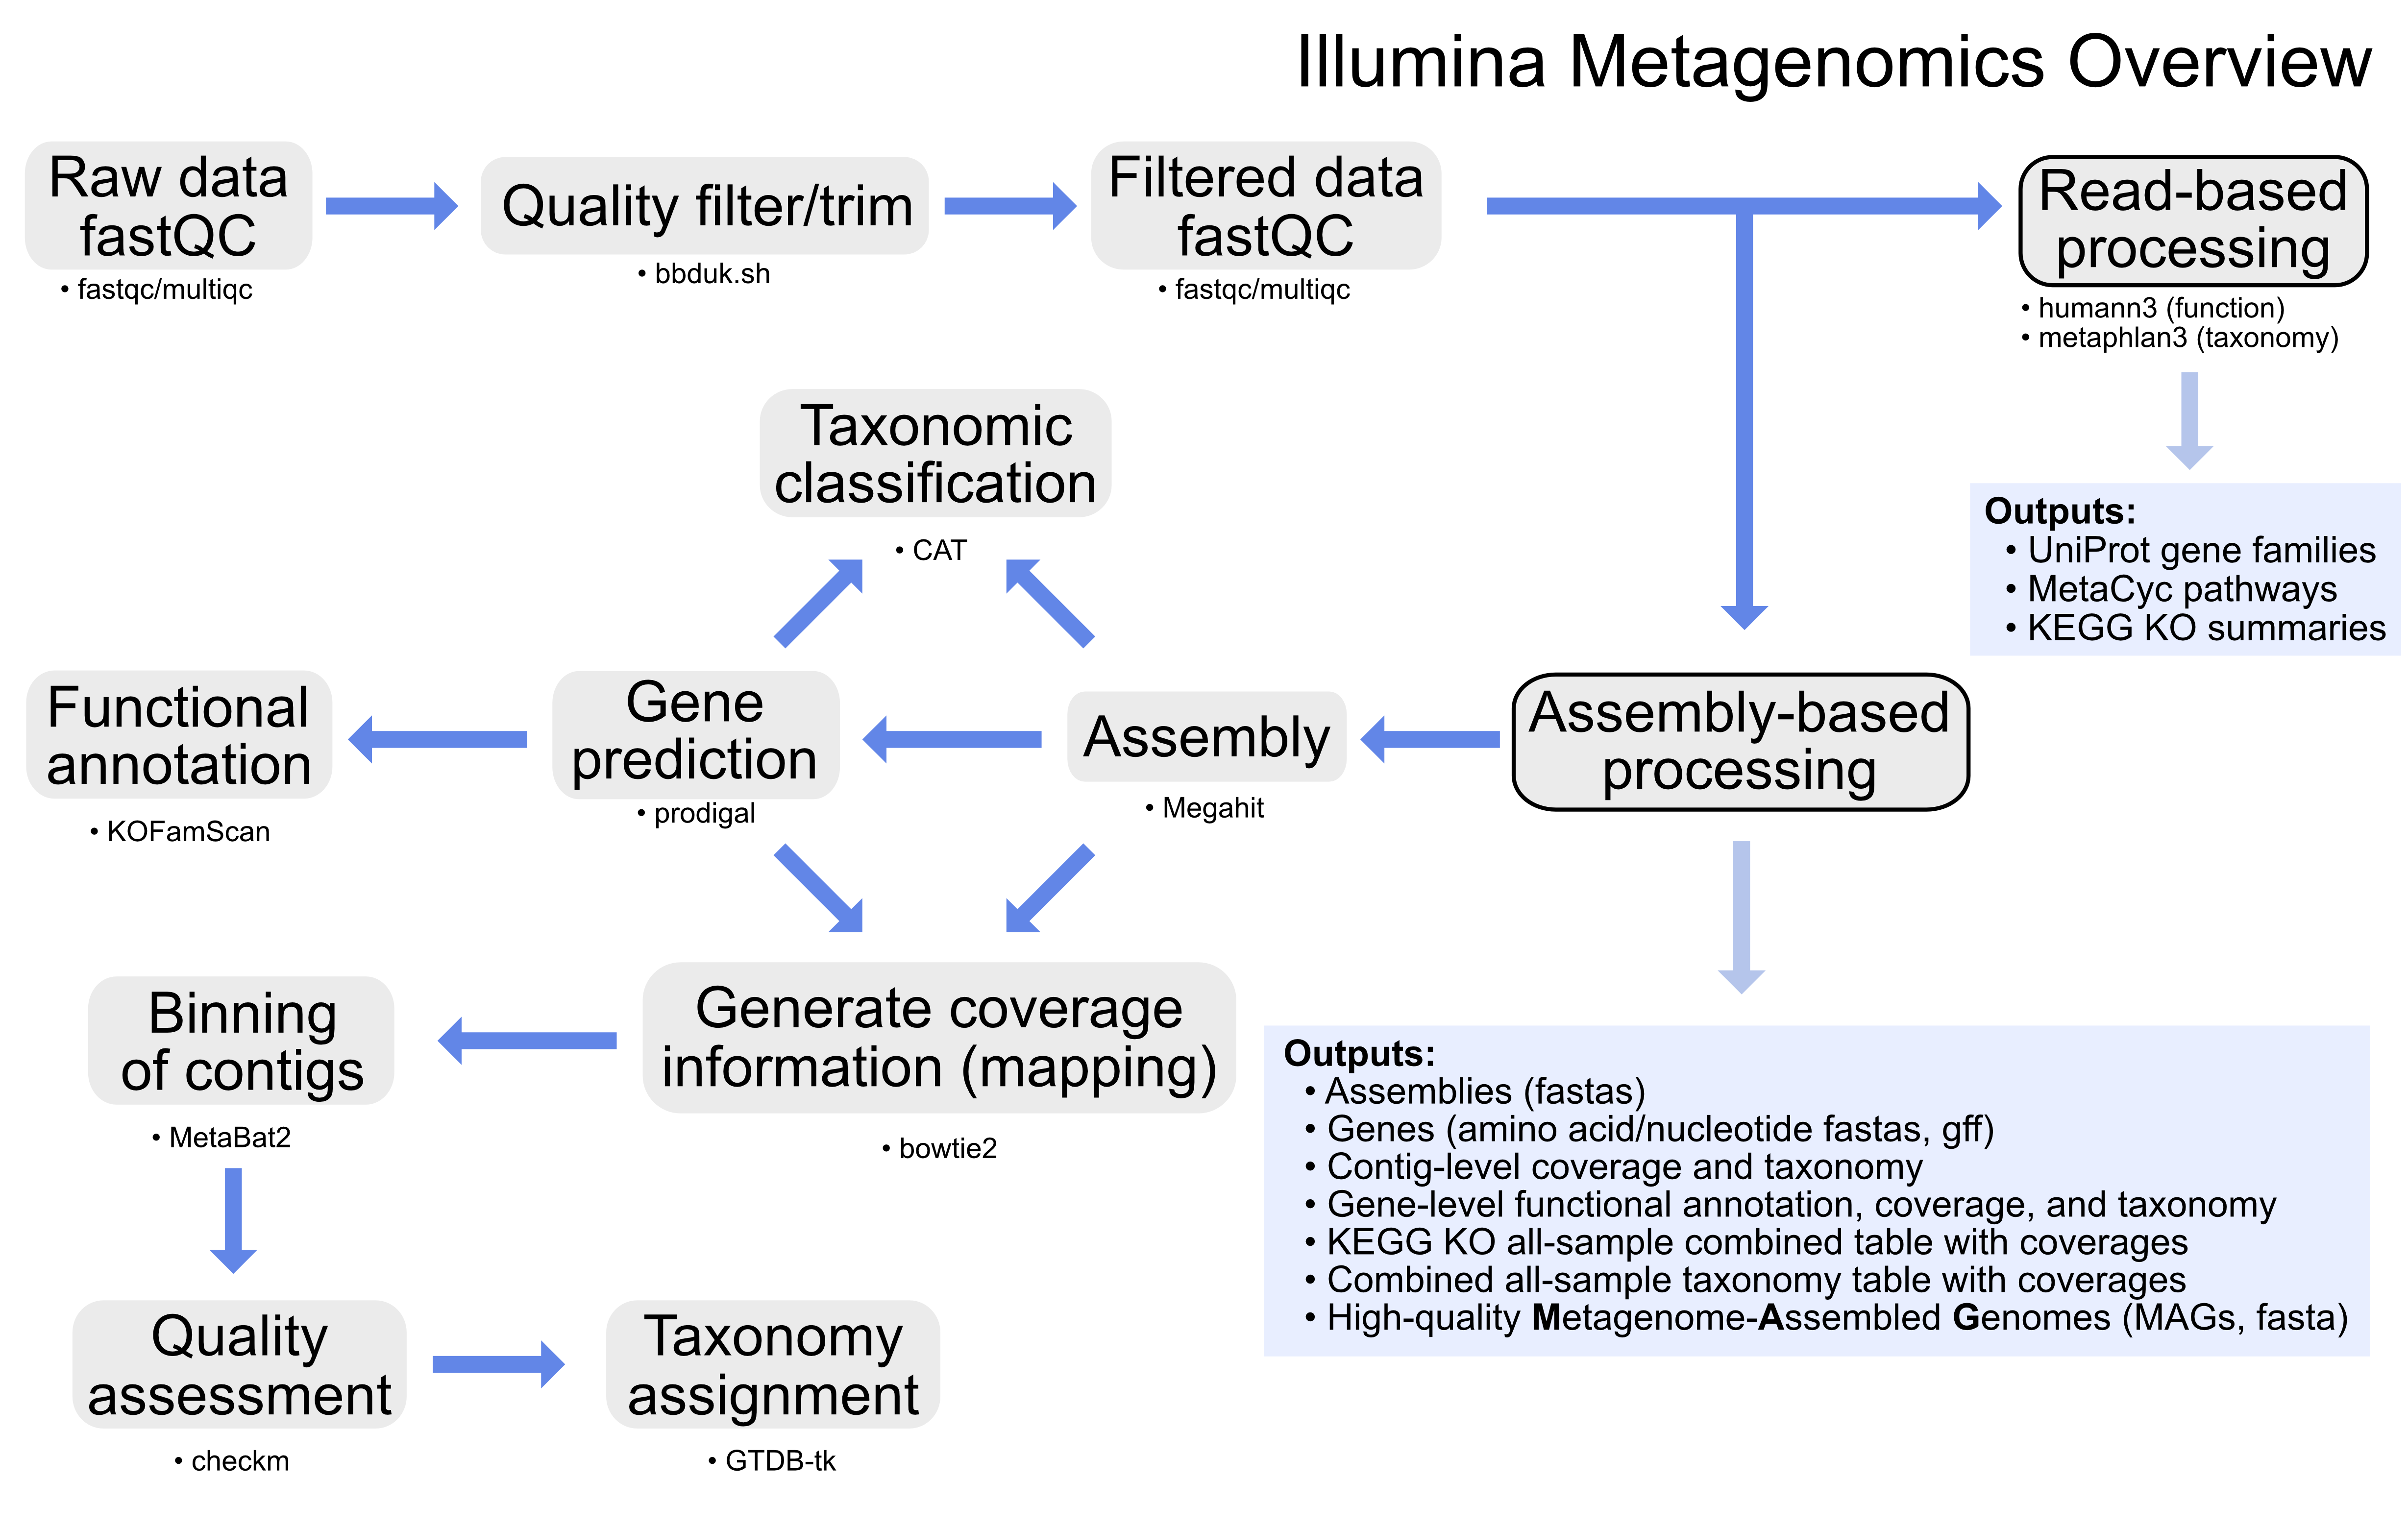 Illumina Metagenomics Overview
Raw data
fastQC
• fastqc/multiqc
Quality filter/trim
• bbduk.sh
Filtered data
fastQC
• fastqc/multiqc
Read-based
processing
• humann3 (function)
• metaphlan3 (taxonomy)
Outputs:
• UniProt gene families
• MetaCyc pathways
• KEGG KO summaries
Taxonomic
classification
• CAT
Functional
annotation
• KOFamScan
Gene
prediction
• prodigal
Assembly
• Megahit
Assembly-based
processing
Binning
of contigs
• MetaBat2
Generate coverage
information (mapping)
• bowtie2
Outputs:
• Assemblies (fastas)
• Genes (amino acid/nucleotide fastas, gff)
• Contig-level coverage and taxonomy
• Gene-level functional annotation, coverage, and taxonomy
• KEGG KO all-sample combined table with coverages
• Combined all-sample taxonomy table with coverages
• High-quality Metagenome-Assembled Genomes (MAGs, fasta)
Quality
assessment
• checkm
Taxonomy
assignment
• GTDB-tk